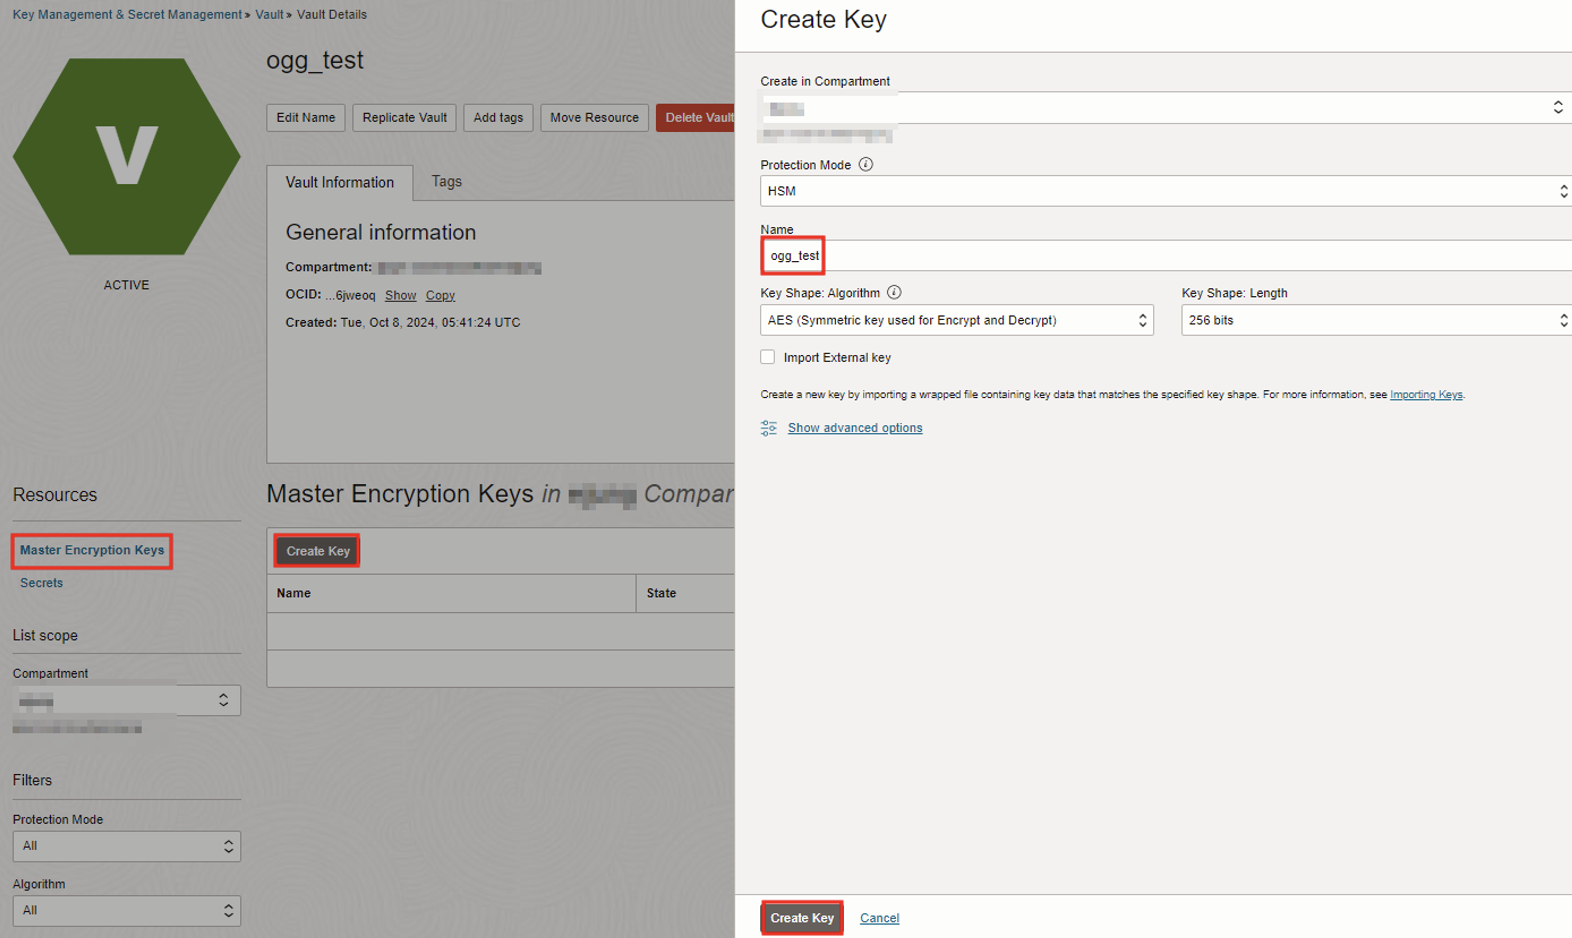 Key Management & Secret Management » Vault » Vault Details
V
ACTIVE
ogg_test
Edit Name
Replicate Vault
Add tags
Move Resource
Delete Vault
Vault Information
Tags
General information
Compartment:
OCID: ...6jweoq Show Copy
Created: Tue, Oct 8, 2024, 05:41:24 UTC
Resources
Master Encryption Keys
Secrets
List scope
Compartment
Filters
Protection Mode
All
Algorithm
All
Master Encryption Keys in
Create Key
Name
State
Create Key
Create in Compartment
Protection Mode i
HSM
Name
ogg_test
Key Shape: Algorithm i
Key Shape: Length
AES (Symmetric key used for Encrypt and Decrypt)
256 bits
Import External key
Create a new key by importing a wrapped file containing key data that matches the specified key shape. For more information, see Importing Keys.
Show advanced options
Create Key
Cancel